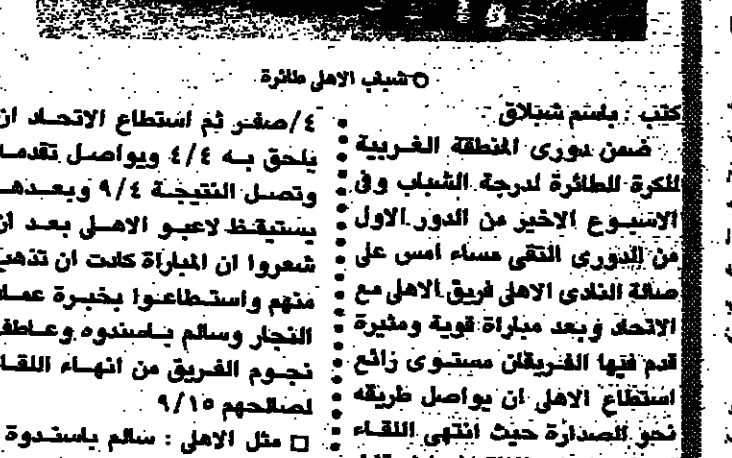 شباب الاهلى طائرة
كتب : باسم شبلاق
ضمن دورى المنطقة الغربية
للكرة الطائرة لدرجة الشباب وفى
الاسبوع الاخير من الدور الاول
من الدورى التقى مساء امس على
صالة النادى الاهلى فريق الاهلى مع
الاتحاد وبعد مباراة قوية ومثيرة
قدم فيها الفريقان مستوى رائع
استطاع الاهلى ان يواصل طريقه
نحو الصدارة حيث انتهى اللقاء
٤/صفر ثم استطاع الاتحاد ان
يلحق به ٤/٤ ويواصل تقدمـ
وتصل النتيجة ٩/٤ وبعدهـ
يستيقظ لاعبو الاهلى بعد ان
شعروا ان المباراة كادت ان تذهب
منهم واستطاعوا بخبرة عمـ
النجار وسالم باسندوه وعاطف
نجوم الفريق من انهاء اللقـ
لصالحهم ٩/١٥
□ مثل الاهلى : سالم باسندوة